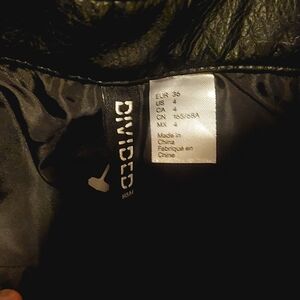 DIVIDED
H&M
EUR 36
US 4
CA 4
CN 165/68A
MX 4
Made in
China
Fabriqué en
Chine